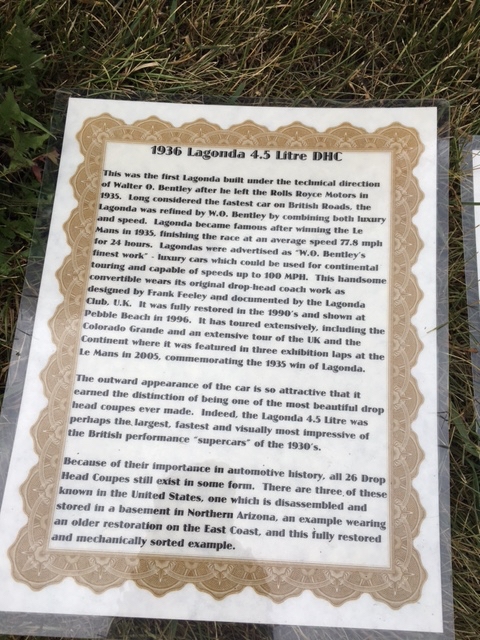 1936 Lagonda 4.5 Litre DHC
This was the first Lagonda built under the technical direction
of Walter O. Bentley after he left the Rolls Royce Motors in
1935. Long considered the fastest car on British Roads, the
Lagonda was refined by W.O. Bentley by combining both luxury
and speed. Lagonda became famous after winning the Le
Mans in 1935, finishing the race at an average speed 77.8 mph
for 24 hours. Lagondas were advertised as "W.O. Bentley's
finest work" - luxury cars which could be used for continental
touring and capable of speeds up to 100 MPH. This handsome
convertible wears its original drop-head coach work as
designed by Frank Feeley and documented by the Lagonda
Club, U.K. It was fully restored in the 1990's and shown at
Pebble Beach in 1996. It has toured extensively, including the
Colorado Grande and an extensive tour of the UK and the
Continent where it was featured in three exhibition laps at the
Le Mans in 2005, commemorating the 1935 win of Lagonda.
The outward appearance of the car is so attractive that it
earned the distinction of being one of the most beautiful drop
head coupes ever made. Indeed, the Lagonda 4.5 Litre was
perhaps the largest, fastest and visually most impressive of
the British performance "supercars" of the 1930's.
Because of their importance in automotive history, all 26 Drop
Head Coupes still exist in some form. There are three of these
known in the United States, one which is disassembled and
stored in a basement in Northern Arizona, an example wearing
an older restoration on the East Coast, and this fully restored
and mechanically sorted example.